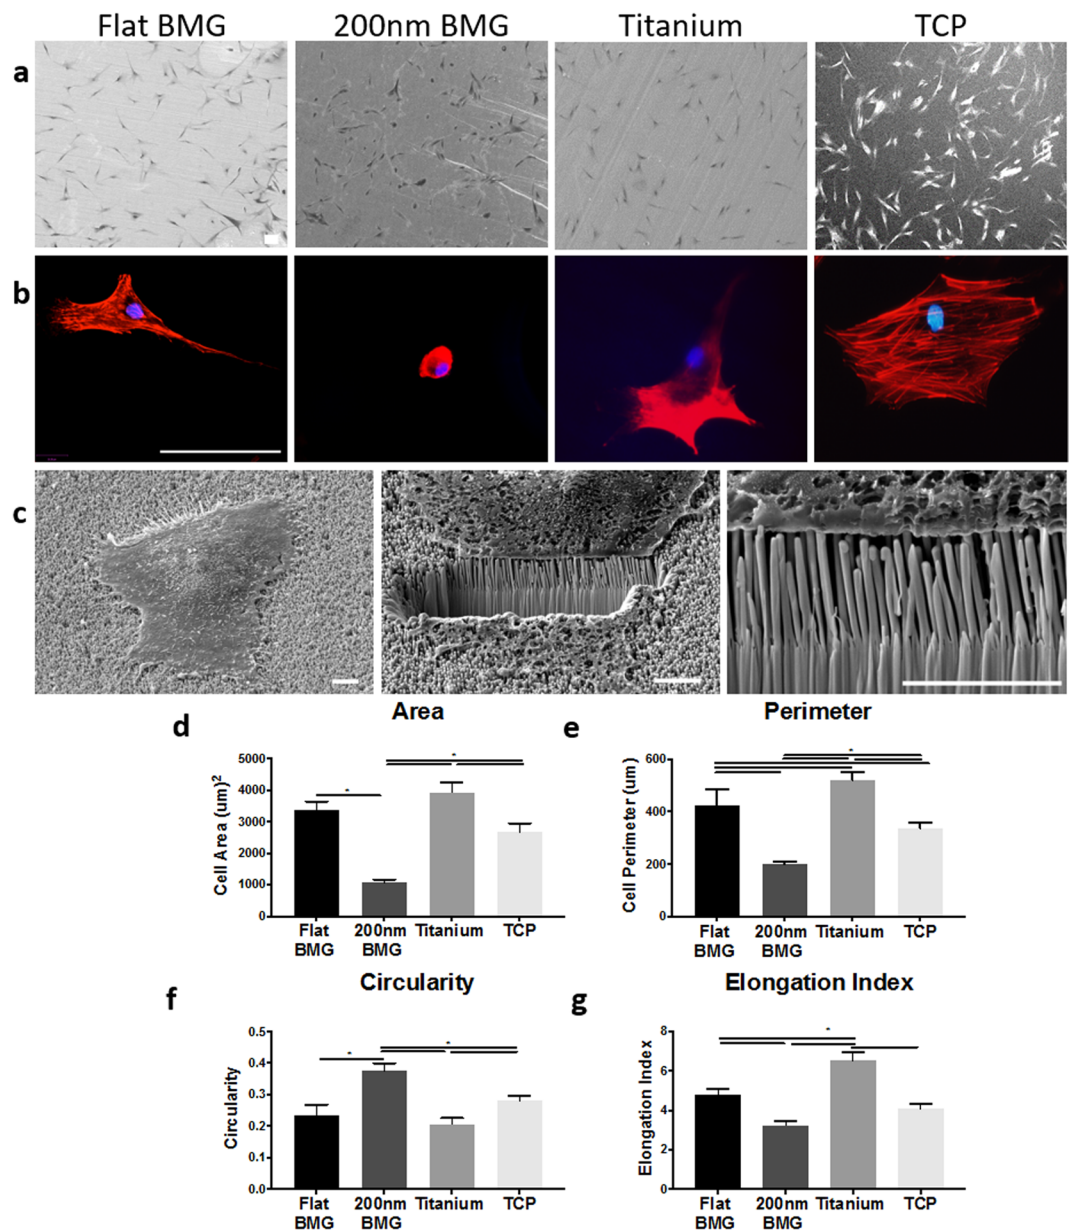 Flat BMG 200nm BMG Titanium TCP
a
b
c
d
Area
5000
4000
3000
2000
1000
0
Cell Area (um)2
*
*
Flat BMG
200nm BMG
Titanium
TCP
e
Perimeter
600
400
200
0
Cell Perimeter (um)
*
Flat BMG
200nm BMG
Titanium
TCP
f
Circularity
0.5
0.4
0.3
0.2
0.1
0.0
Circularity
*
*
Flat BMG
200nm BMG
Titanium
TCP
g
Elongation Index
8
6
4
2
0
Elongation Index
*
Flat BMG
200nm BMG
Titanium
TCP